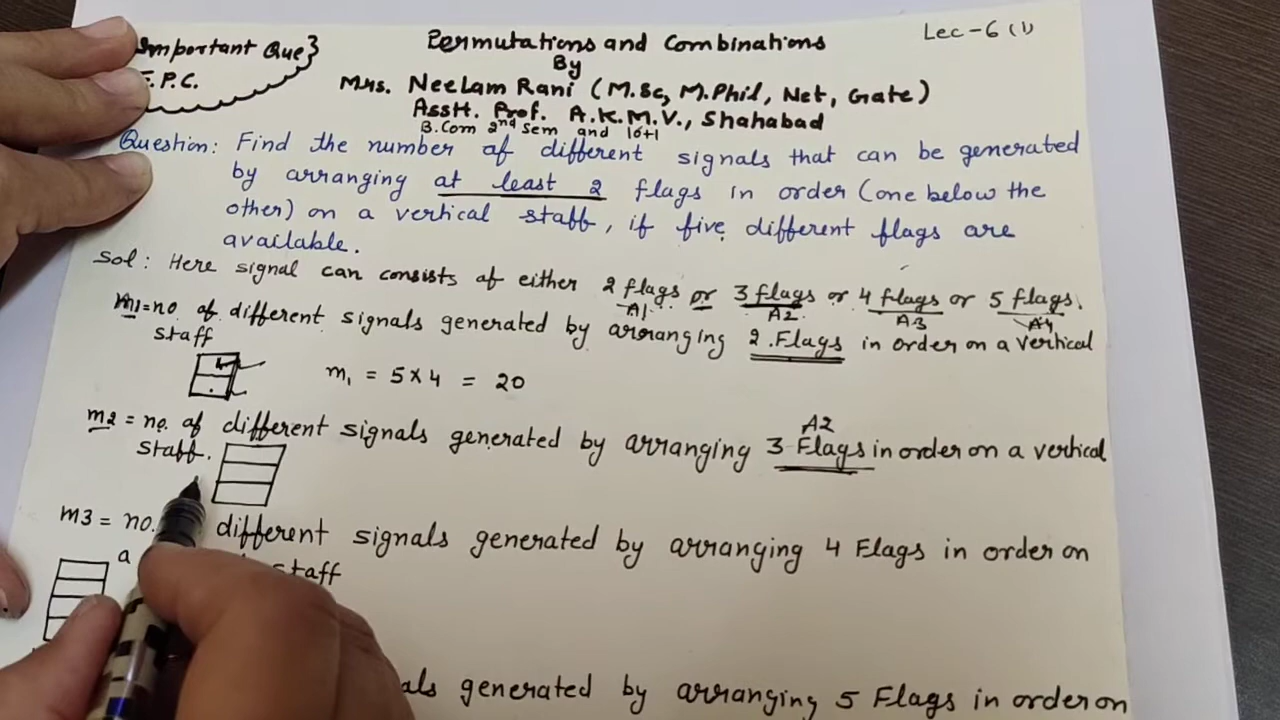 Important Que}
F.P.C.
Permutations and Combinations
Lec-6 (1)
By
Mrs. Neelam Rani (M.Sc, M.Phil, Net, Gate)
Asstt. Prof. A.K.M.V., Shahabad
B.Com 2nd Sem and 10+1
Question: Find the number of different signals that can be generated
by arranging at least 2 flags in order (one below the
other) on a vertical staff, if five different flags are
available.
Sol: Here signal can consists of either 2 flags or 3 flags or 4 flags or 5 flags.
A1 A2 A3 A4
m1 = no of different signals generated by arranging 2 Flags in order on a vertical
staff
m1 = 5 × 4 = 20
A2
m2 = no. of different signals generated by arranging 3 Flags in order on a vertical
staff.
m3 = no. different signals generated by arranging 4 Flags in order on
a staff
als generated by arranging 5 Flags in order on